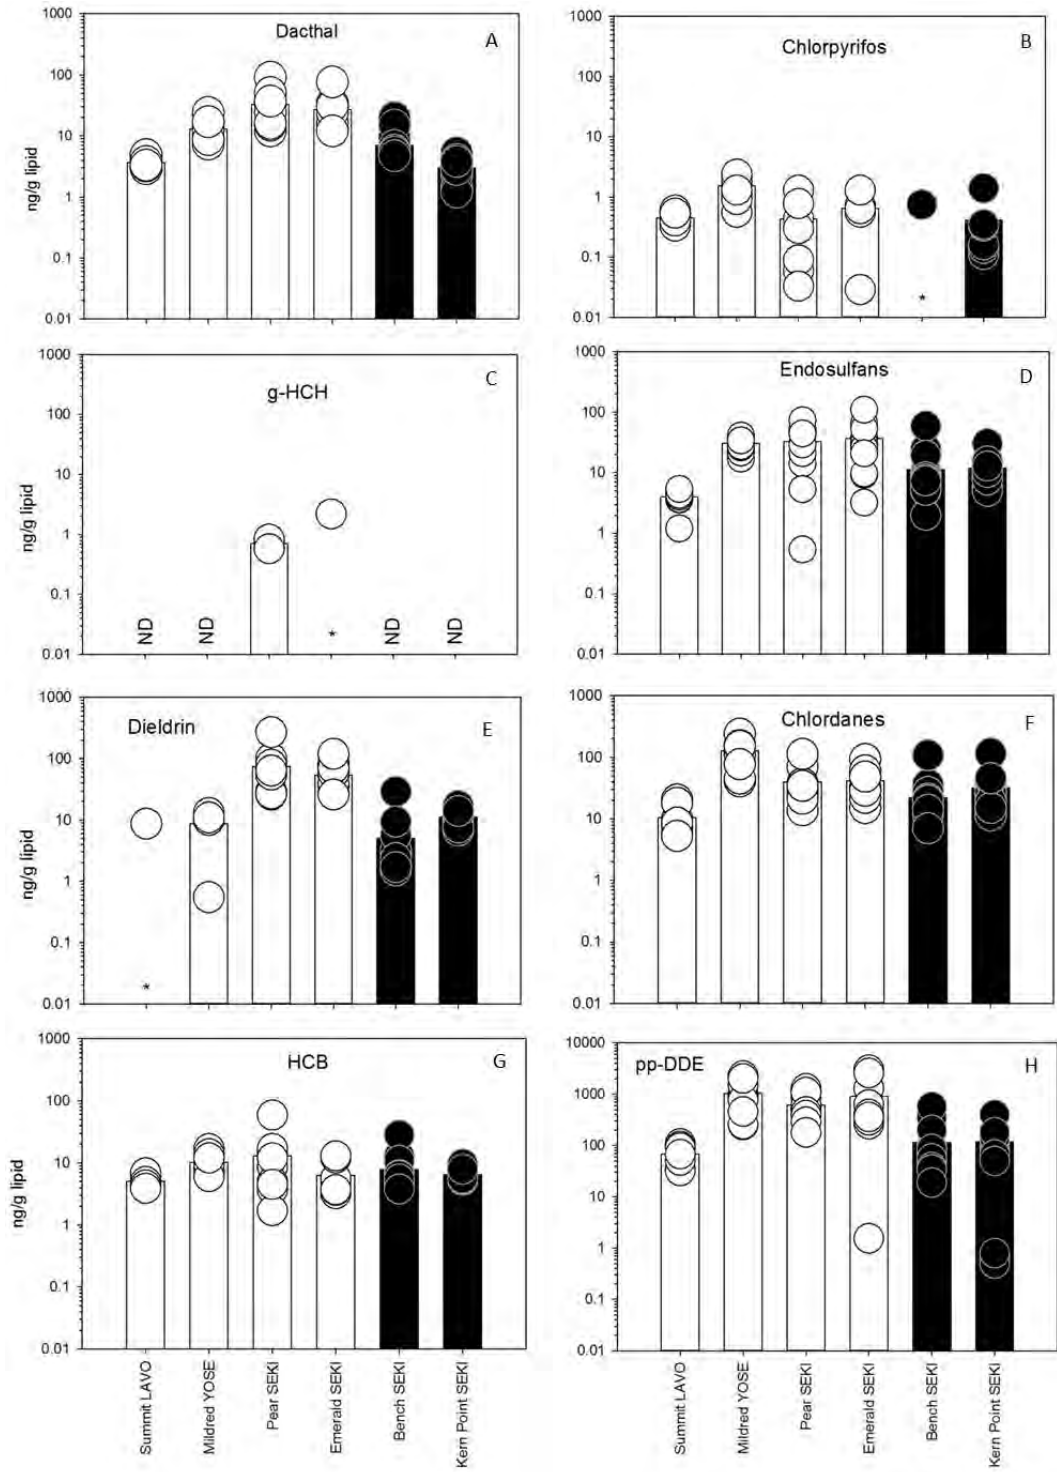 Dacthal
A
1000
100
10
1
0.1
0.01
ng/g lipid
Chlorpyrifos
B
1000
100
10
1
0.1
0.01
*
g-HCH
C
1000
100
10
1
0.1
0.01
ng/g lipid
ND
ND
*
ND
ND
Endosulfans
D
1000
100
10
1
0.1
0.01
Dieldrin
E
1000
100
10
1
0.1
0.01
ng/g lipid
*
Chlordanes
F
1000
100
10
1
0.1
0.01
HCB
G
1000
100
10
1
0.1
0.01
ng/g lipid
Summit LAVO
Mildred YOSE
Pear SEKI
Emerald SEKI
Bench SEKI
Kern Point SEKI
pp-DDE
H
10000
1000
100
10
1
0.1
0.01
Summit LAVO
Mildred YOSE
Pear SEKI
Emerald SEKI
Bench SEKI
Kern Point SEKI